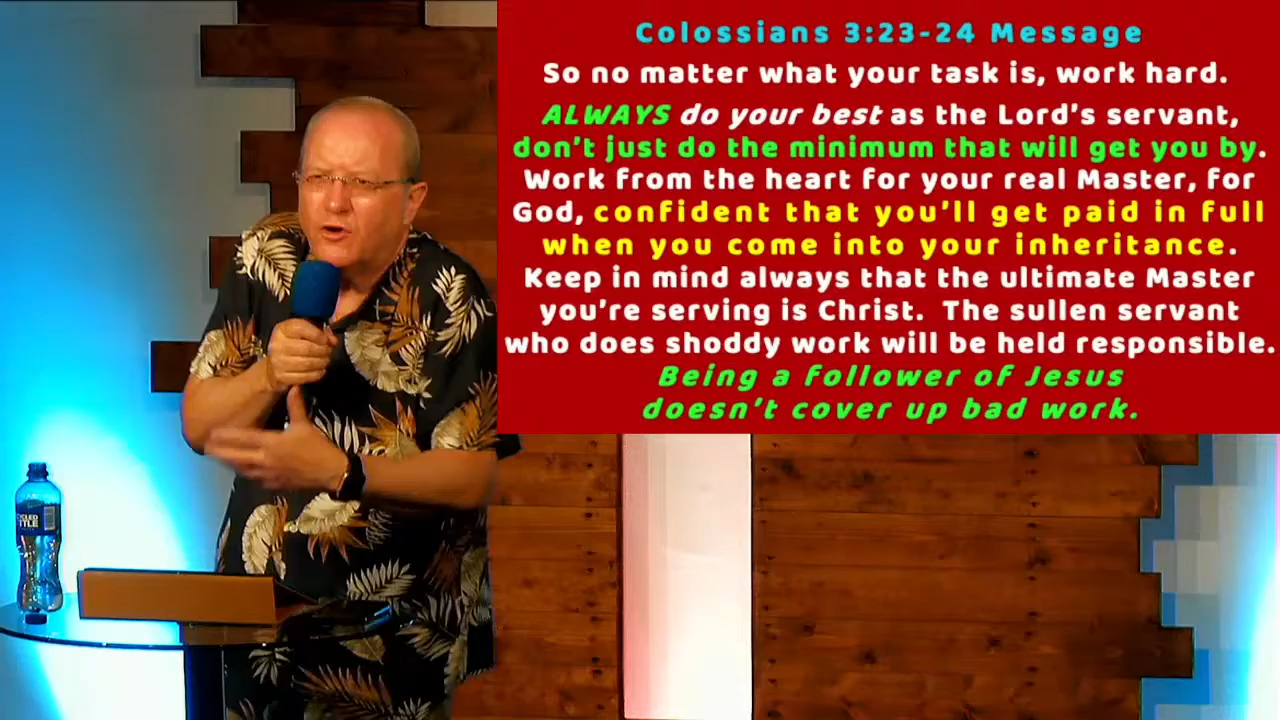 Colossians 3:23-24 Message
So no matter what your task is, work hard.
ALWAYS do your best as the Lord's servant,
don't just do the minimum that will get you by.
Work from the heart for your real Master, for
God, confident that you'll get paid in full
when you come into your inheritance.
Keep in mind always that the ultimate Master
you're serving is Christ. The sullen servant
who does shoddy work will be held responsible.
Being a follower of Jesus
doesn't cover up bad work.